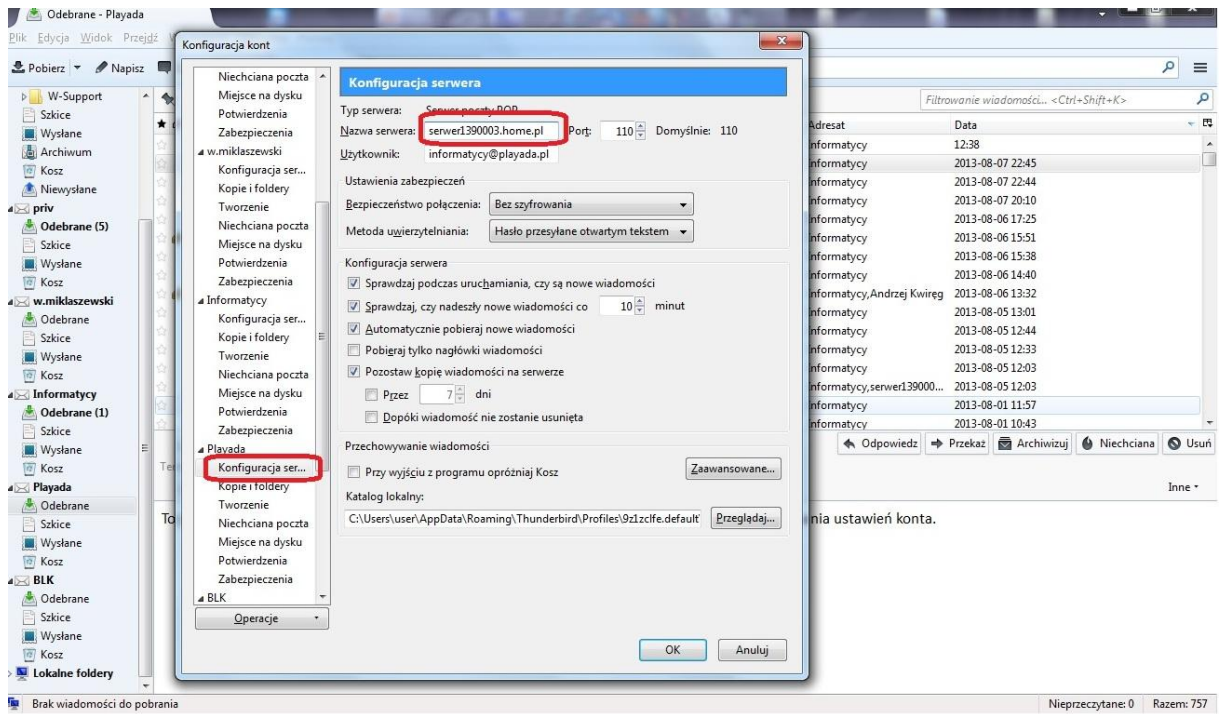 Odebrane - Playada
Plik Edycja Widok Przejdź
Konfiguracja kont
Pobierz Napisz
W-Support
Szkice
Wysłane
Archiwum
Kosz
Niewysłane
priv
Odebrane (5)
Szkice
Wysłane
Kosz
w.miklaszewski
Odebrane
Szkice
Wysłane
Kosz
Informatycy
Odebrane (1)
Szkice
Wysłane
Kosz
Playada
Odebrane
Szkice
Wysłane
Kosz
BLK
Odebrane
Szkice
Wysłane
Kosz
Lokalne foldery
Niechciana poczta
Miejsce na dysku
Potwierdzenia
Zabezpieczenia
w.miklaszewski
Konfiguracja ser...
Kopie i foldery
Tworzenie
Niechciana poczta
Miejsce na dysku
Potwierdzenia
Zabezpieczenia
Informatycy
Konfiguracja ser...
Kopie i foldery
Tworzenie
Niechciana poczta
Miejsce na dysku
Potwierdzenia
Zabezpieczenia
Playada
Konfiguracja ser...
Kopie i foldery
Tworzenie
Niechciana poczta
Miejsce na dysku
Potwierdzenia
Zabezpieczenia
BLK
Operacje
Konfiguracja serwera
Typ serwera: Serwer poczty POP
Nazwa serwera: serwer1390003.home.pl Port: 110 Domyślnie: 110
Użytkownik: informatycy@playada.pl
Ustawienia zabezpieczeń
Bezpieczeństwo połączenia: Bez szyfrowania
Metoda uwierzytelniania: Hasło przesyłane otwartym tekstem
Konfiguracja serwera
Sprawdzaj podczas uruchamiania, czy są nowe wiadomości
Sprawdzaj, czy nadeszły nowe wiadomości co 10 minut
Automatycznie pobieraj nowe wiadomości
Pobieraj tylko nagłówki wiadomości
Pozostaw kopię wiadomości na serwerze
Przez 7 dni
Dopóki wiadomość nie zostanie usunięta
Przechowywanie wiadomości
Przy wyjściu z programu opróżniaj Kosz Zaawansowane...
Katalog lokalny:
C:\Users\user\AppData\Roaming\Thunderbird\Profiles\9z1zclfe.default\ Przeglądaj...
OK Anuluj
Filtrowanie wiadomości... <Ctrl+Shift+K>
Adresat Data
Informatycy 12:38
Informatycy 2013-08-07 22:45
Informatycy 2013-08-07 22:44
Informatycy 2013-08-07 20:10
Informatycy 2013-08-06 17:25
Informatycy 2013-08-06 15:51
Informatycy 2013-08-06 15:38
Informatycy 2013-08-06 14:40
Informatycy,Andrzej Kwiręg 2013-08-06 13:32
Informatycy 2013-08-05 13:01
Informatycy 2013-08-05 12:44
Informatycy 2013-08-05 12:33
Informatycy 2013-08-05 12:03
Informatycy,serwer139000... 2013-08-05 12:03
Informatycy 2013-08-01 11:57
Informatycy 2013-08-01 10:43
Odpowiedz Przekaż Archiwizuj Niechciana Usuń
Inne
To nia ustawień konta.
Brak wiadomości do pobrania Nieprzeczytane: 0 Razem: 757